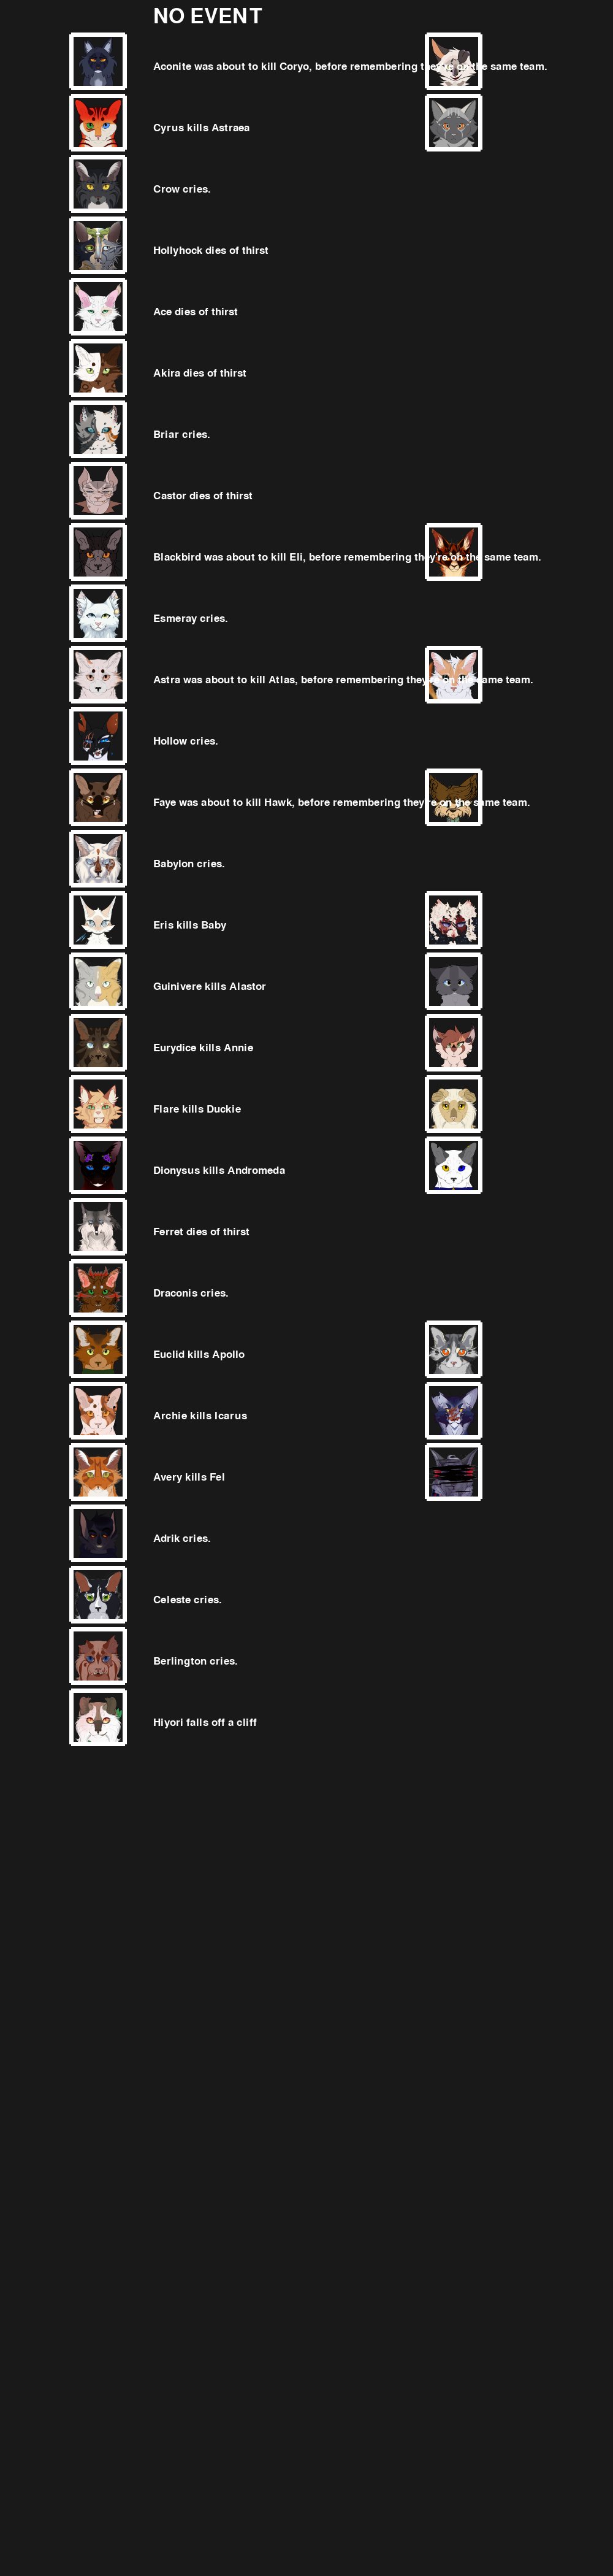 NO EVENT
Aconite was about to kill Coryo, before remembering they're on the same team.
Cyrus kills Astraea
Crow cries.
Hollyhock dies of thirst
Ace dies of thirst
Akira dies of thirst
Briar cries.
Castor dies of thirst
Blackbird was about to kill Eli, before remembering they're on the same team.
Esmeray cries.
Astra was about to kill Atlas, before remembering they're on the same team.
Hollow cries.
Faye was about to kill Hawk, before remembering they're on the same team.
Babylon cries.
Eris kills Baby
Guinivere kills Alastor
Eurydice kills Annie
Flare kills Duckie
Dionysus kills Andromeda
Ferret dies of thirst
Draconis cries.
Euclid kills Apollo
Archie kills Icarus
Avery kills Fel
Adrik cries.
Celeste cries.
Berlington cries.
Hiyori falls off a cliff